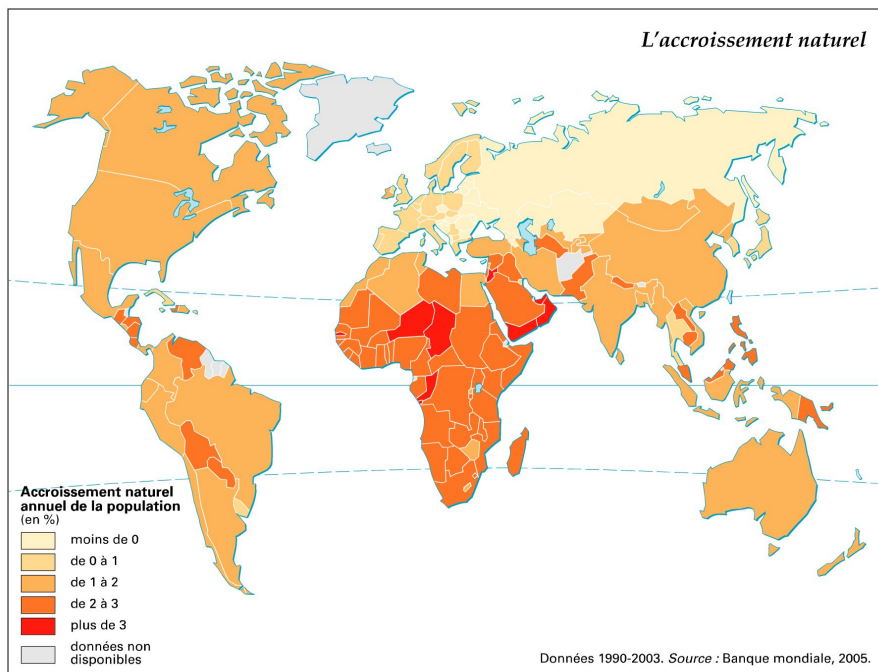 L'accroissement naturel
Accroissement naturel
annuel de la population
(en %)
moins de 0
de 0 à 1
de 1 à 2
de 2 à 3
plus de 3
données non
disponibles
Données 1990-2003. Source : Banque mondiale, 2005.